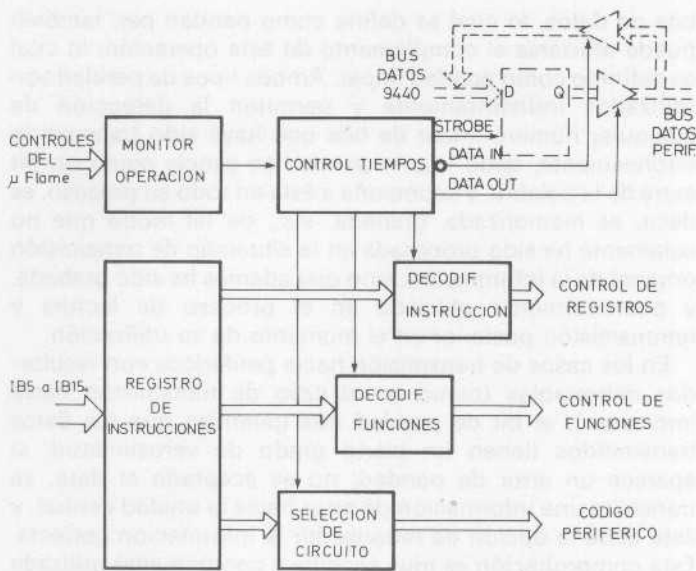 BUS
DATOS
9440
D
Q
BUS
DATOS
PERIF.
STROBE
DATA IN
DATA OUT
CONTROLES
DEL
µ Flame
MONITOR
OPERACION
CONTROL TIEMPOS
DECODIF.
INSTRUCCION
CONTROL DE
REGISTROS
IB5 a IB15
REGISTRO
DE
INSTRUCCIONES
DECODIF.
FUNCIONES
CONTROL DE
FUNCIONES
SELECCION
DE
CIRCUITO
CODIGO
PERIFERICO